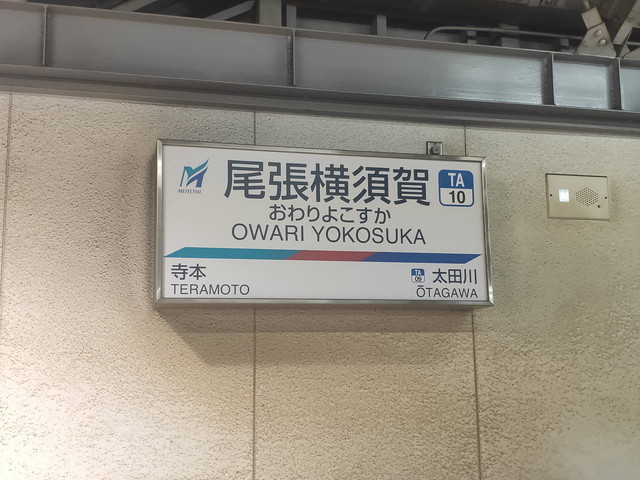 MEITETSU
尾張横須賀
TA
10
おわりよこすか
OWARI YOKOSUKA
寺本
TERAMOTO
TA
09
太田川
ŌTAGAWA